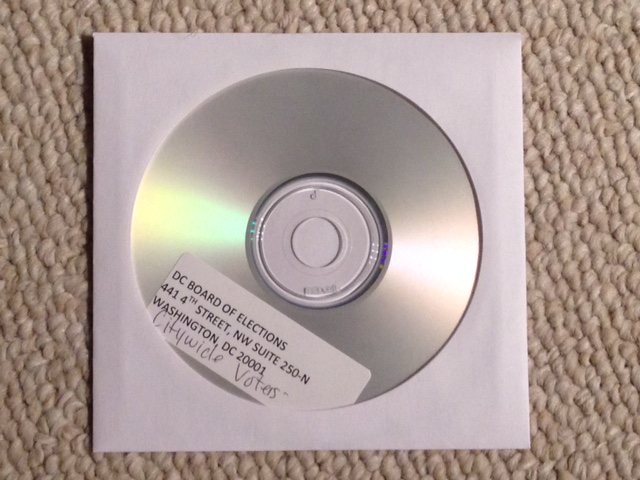 DC BOARD OF ELECTIONS
441 4TH STREET, NW SUITE 250-N
WASHINGTON, DC 20001
Citywide Voters